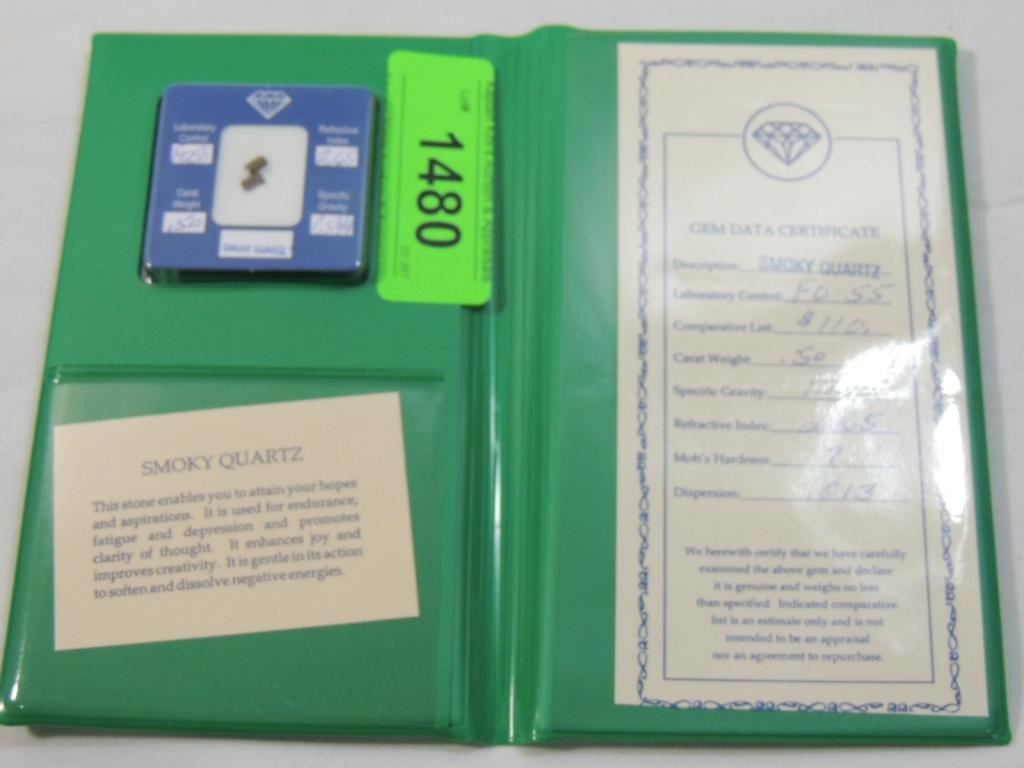 Laboratory
Control
Refractive
Index
Carat
Weight
.50
Specific
Gravity
SMOKY QUARTZ
1480
SMOKY QUARTZ
This stone enables you to attain your hopes
and aspirations. It is used for endurance,
fatigue and depression and promotes
clarity of thought. It enhances joy and
improves creativity. It is gentle in its action
to soften and dissolve negative energies.
GEM DATA CERTIFICATE
Description: SMOKY QUARTZ
Laboratory Control: FO-55
Comparative List: $110.
Carat Weight: .50
Specific Gravity:
Refractive Index:
Moh's Hardness: 7
Dispersion: .013
We herewith certify that we have carefully
examined the above gem and declare
it is genuine and weighs no less
than specified. Indicated comparative
list is an estimate only and is not
intended to be an appraisal
nor an agreement to repurchase.